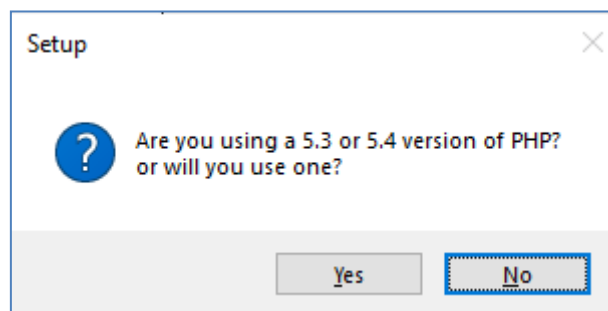 Setup
Are you using a 5.3 or 5.4 version of PHP?
or will you use one?
Yes
No